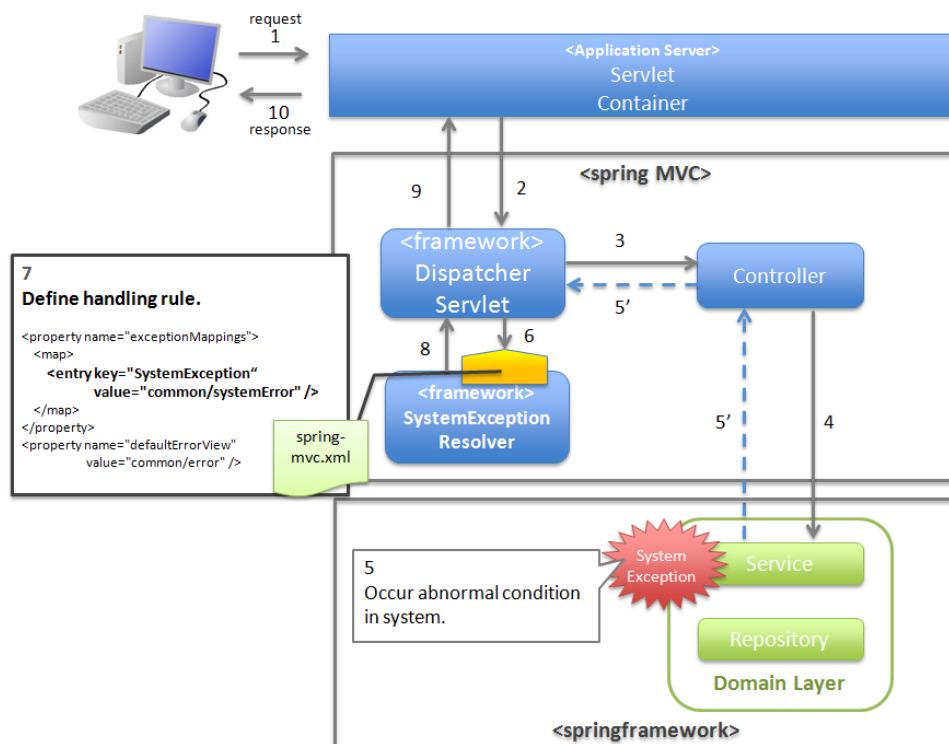 request
1
10
response
<Application Server>
Servlet
Container
<spring MVC>
9
2
<framework>
Dispatcher
Servlet
3
5’
Controller
7
Define handling rule.
<property name="exceptionMappings">
<map>
<entry key="SystemException“
value="common/systemError" />
</map>
</property>
<property name="defaultErrorView"
value="common/error" />
8
6
<framework>
SystemException
Resolver
spring-
mvc.xml
5’
4
5
Occur abnormal condition
in system.
System
Exception
Service
Repository
Domain Layer
<springframework>